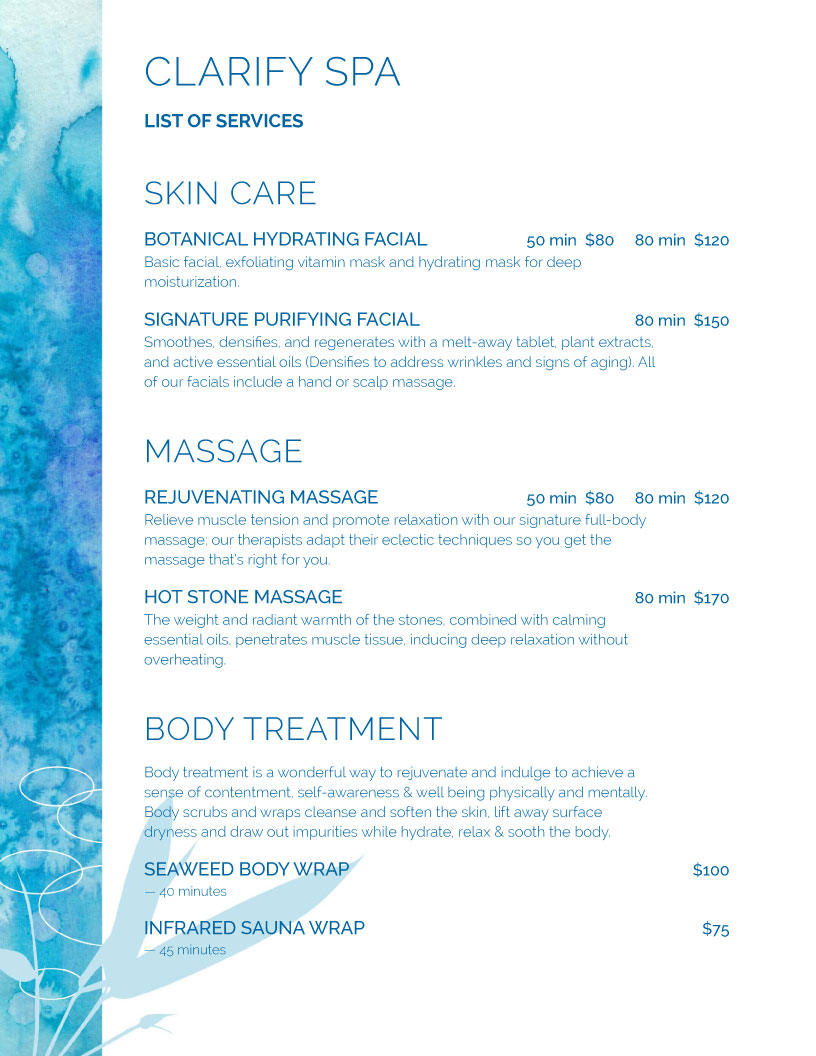 CLARIFY SPA
LIST OF SERVICES
SKIN CARE
BOTANICAL HYDRATING FACIAL 50 min $80 80 min $120
Basic facial, exfoliating vitamin mask and hydrating mask for deep
moisturization.
SIGNATURE PURIFYING FACIAL 80 min $150
Smoothes, densifies, and regenerates with a melt-away tablet, plant extracts,
and active essential oils (Densifies to address wrinkles and signs of aging). All
of our facials include a hand or scalp massage.
MASSAGE
REJUVENATING MASSAGE 50 min $80 80 min $120
Relieve muscle tension and promote relaxation with our signature full-body
massage; our therapists adapt their eclectic techniques so you get the
massage that's right for you.
HOT STONE MASSAGE 80 min $170
The weight and radiant warmth of the stones, combined with calming
essential oils, penetrates muscle tissue, inducing deep relaxation without
overheating.
BODY TREATMENT
Body treatment is a wonderful way to rejuvenate and indulge to achieve a
sense of contentment, self-awareness & well being physically and mentally.
Body scrubs and wraps cleanse and soften the skin, lift away surface
dryness and draw out impurities while hydrate, relax & sooth the body.
SEAWEED BODY WRAP $100
— 40 minutes
INFRARED SAUNA WRAP $75
— 45 minutes